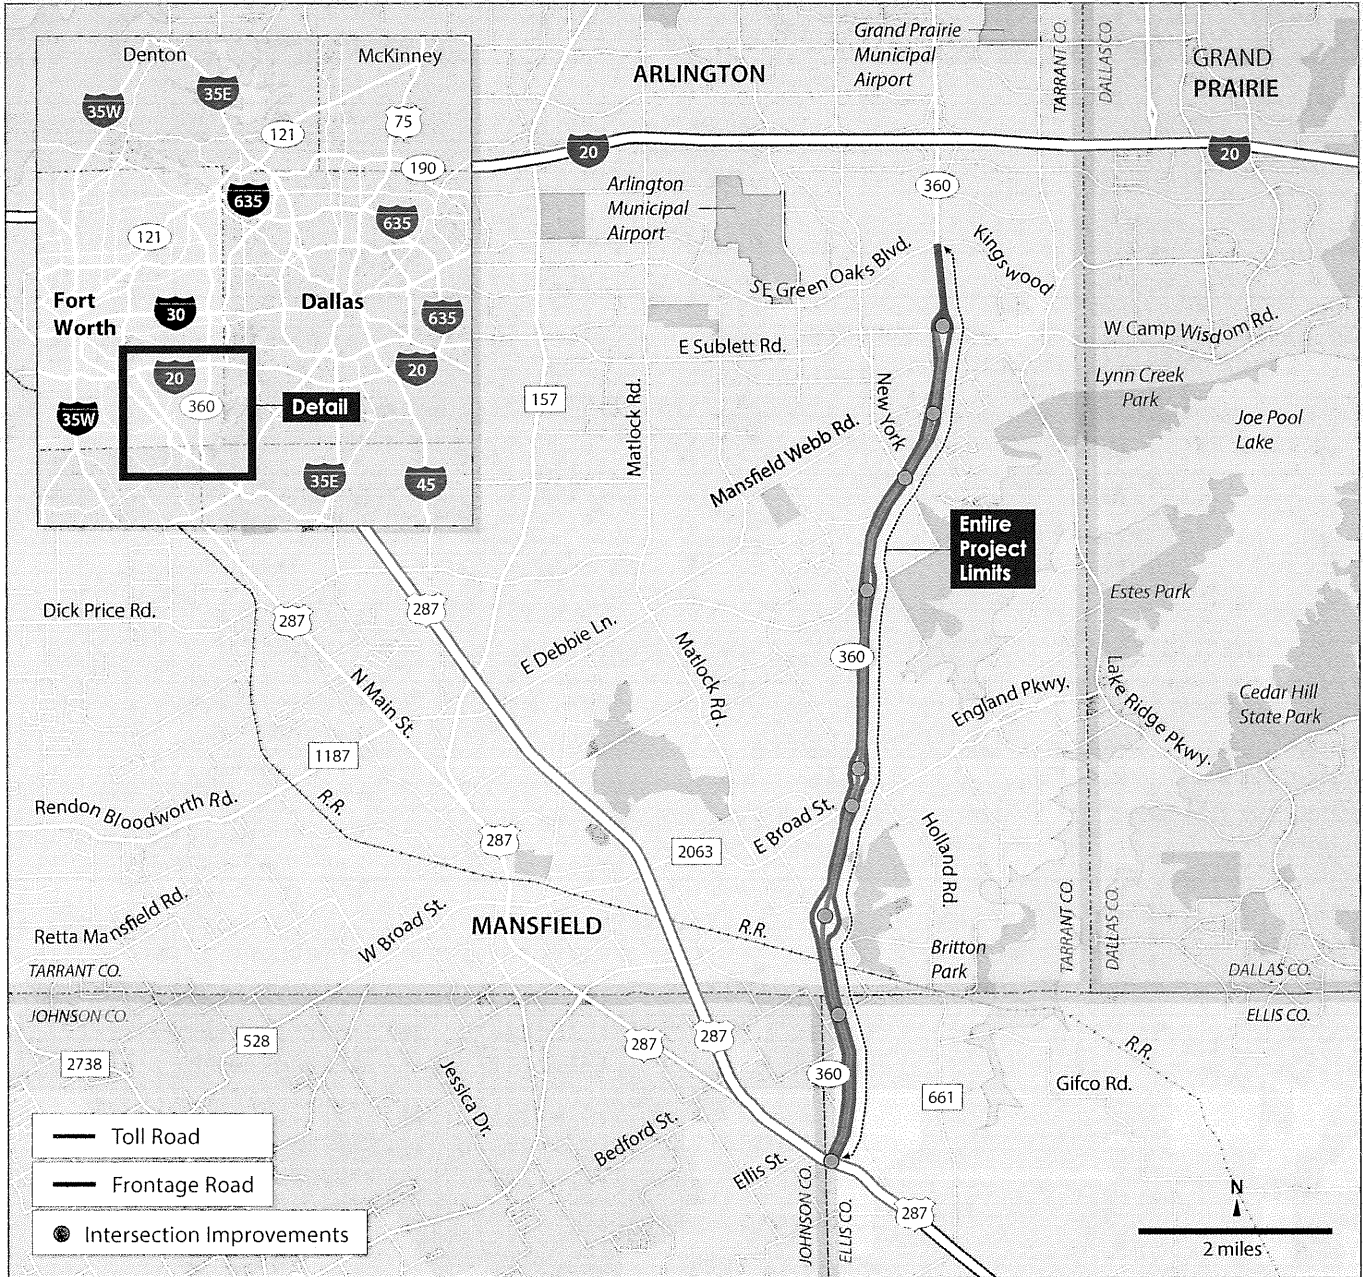 Denton
McKinney
35W
35E
121
75
190
635
635
121
Fort
Worth
30
Dallas
635
20
20
360
35W
Detail
35E
45
Grand Prairie
Municipal
Airport
ARLINGTON
TARRANT CO.
DALLAS CO.
GRAND
PRAIRIE
20
20
Arlington
Municipal
Airport
360
Kingswood
SE Green Oaks Blvd.
W Camp Wisdom Rd.
E Sublett Rd.
Lynn Creek
Park
157
Matlock Rd.
New York
Joe Pool
Lake
Mansfield Webb Rd.
Entire
Project
Limits
Dick Price Rd.
287
287
Estes Park
E Debbie Ln.
Matlock Rd.
360
N Main St.
England Pkwy.
Lake Ridge Pkwy.
Cedar Hill
State Park
1187
R.R.
Rendon Bloodworth Rd.
287
2063
E Broad St.
Holland Rd.
Retta Mansfield Rd.
W Broad St.
MANSFIELD
R.R.
Britton
Park
TARRANT CO.
DALLAS CO.
TARRANT CO.
JOHNSON CO.
DALLAS CO.
ELLIS CO.
528
2738
287
287
360
R.R.
Gifco Rd.
661
Jessica Dr.
Bedford St.
Ellis St.
JOHNSON CO.
ELLIS CO.
287
Toll Road
Frontage Road
Intersection Improvements
N
2 miles